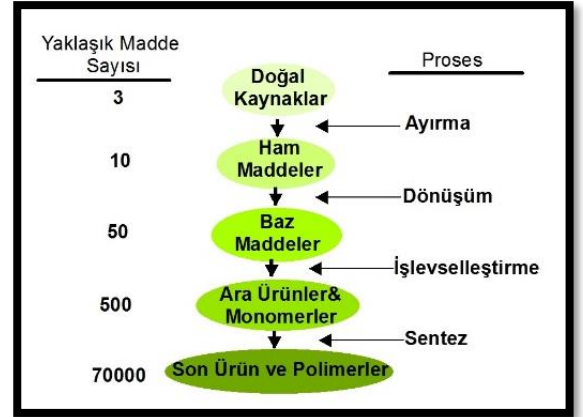 Yaklaşık Madde
Sayısı
Proses
Doğal
Kaynaklar
3
Ayırma
Ham
Maddeler
10
Dönüşüm
Baz
Maddeler
50
İşlevselleştirme
Ara Ürünler&
Monomerler
500
Sentez
Son Ürün ve Polimerler
70000